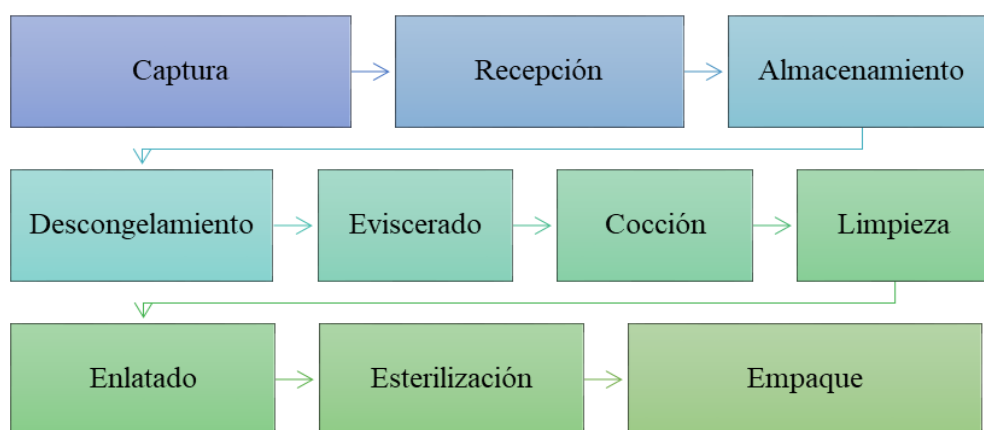 Captura
Recepción
Almacenamiento
Descongelamiento
Eviscerado
Cocción
Limpieza
Enlatado
Esterilización
Empaque